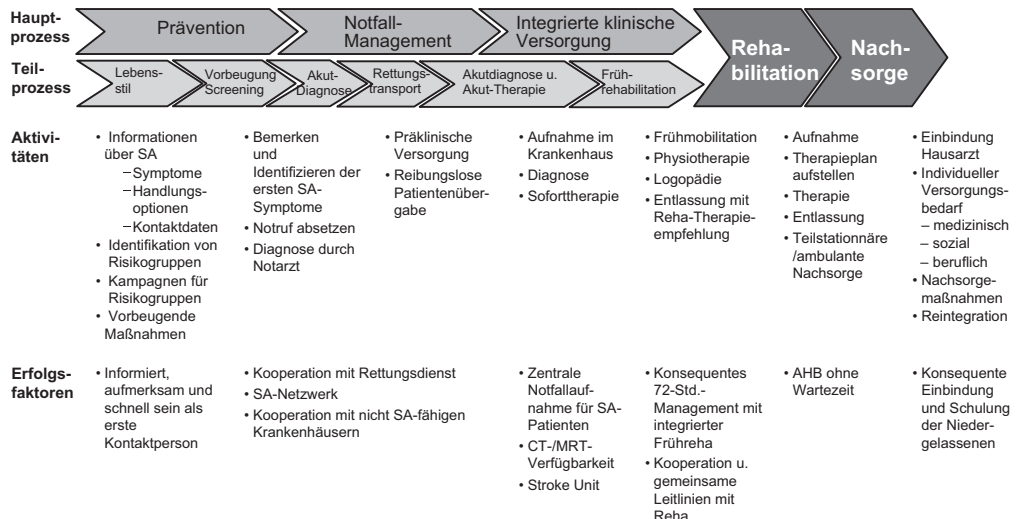 Haupt-
prozess
Prävention
Notfall-
Management
Integrierte klinische
Versorgung
Reha-
bilitation
Nach-
sorge
Teil-
prozess
Lebens-
stil
Vorbeugung
Screening
Akut-
Diagnose
Rettungs-
transport
Akutdiagnose u.
Akut-Therapie
Früh-
rehabilitation
Aktivi-
täten
• Informationen
über SA
–Symptome
–Handlungs-
optionen
–Kontaktdaten
• Identifikation von
Risikogruppen
• Kampagnen für
Risikogruppen
• Vorbeugende
Maßnahmen
• Bemerken
und
Identifizieren der
ersten SA-
Symptome
• Notruf absetzen
• Diagnose durch
Notarzt
• Präklinische
Versorgung
• Reibungslose
Patientenüber-
gabe
• Aufnahme im
Krankenhaus
• Diagnose
• Soforttherapie
• Frühmobilitation
• Physiotherapie
• Logopädie
• Entlassung mit
Reha-Therapie-
empfehlung
• Aufnahme
• Therapieplan
aufstellen
• Therapie
• Entlassung
• Teilstationnäre
/ambulante
Nachsorge
• Einbindung
Hausarzt
• Individueller
Versorgungs-
bedarf
– medizinisch
– sozial
– beruflich
• Nachsorge-
maßnahmen
• Reintegration
Erfolgs-
faktoren
• Informiert,
aufmerksam und
schnell sein als
erste
Kontaktperson
• Kooperation mit Rettungsdienst
• SA-Netzwerk
• Kooperation mit nicht SA-fähigen
Krankenhäusern
• Zentrale
Notfallauf-
nahme für SA-
Patienten
• CT-/MRT-
Verfügbarkeit
• Stroke Unit
• Konsequentes
72-Std.-
Management mit
integrierter
Frühreha
• Kooperation u.
gemeinsame
Leitlinien mit
Reha
• AHB ohne
Wartezeit
• Konsequente
Einbindung
und Schulung
der Nieder-
gelassenen